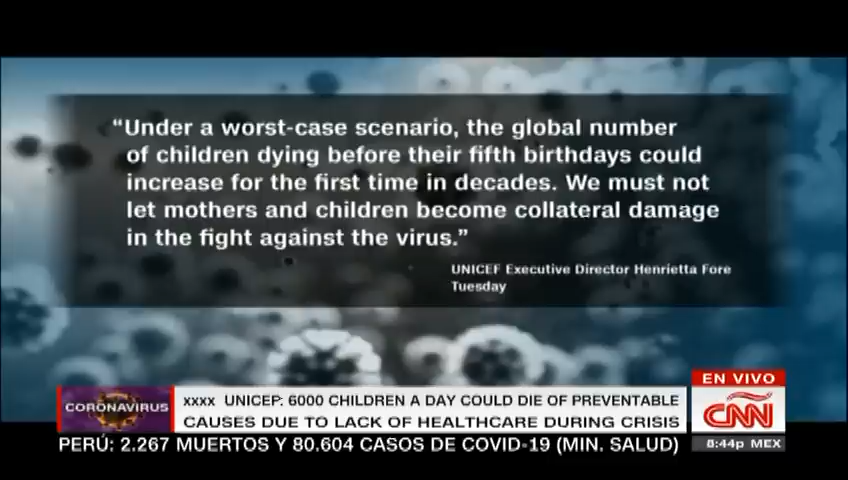 “Under a worst-case scenario, the global number
of children dying before their fifth birthdays could
increase for the first time in decades. We must not
let mothers and children become collateral damage
in the fight against the virus.”
UNICEF Executive Director Henrietta Fore
Tuesday
EN VIVO
CORONAVIRUS
xxxx UNICEP: 6000 CHILDREN A DAY COULD DIE OF PREVENTABLE
CAUSES DUE TO LACK OF HEALTHCARE DURING CRISIS
CNN
PERÚ: 2.267 MUERTOS Y 80.604 CASOS DE COVID-19 (MIN. SALUD)
8:44p MEX